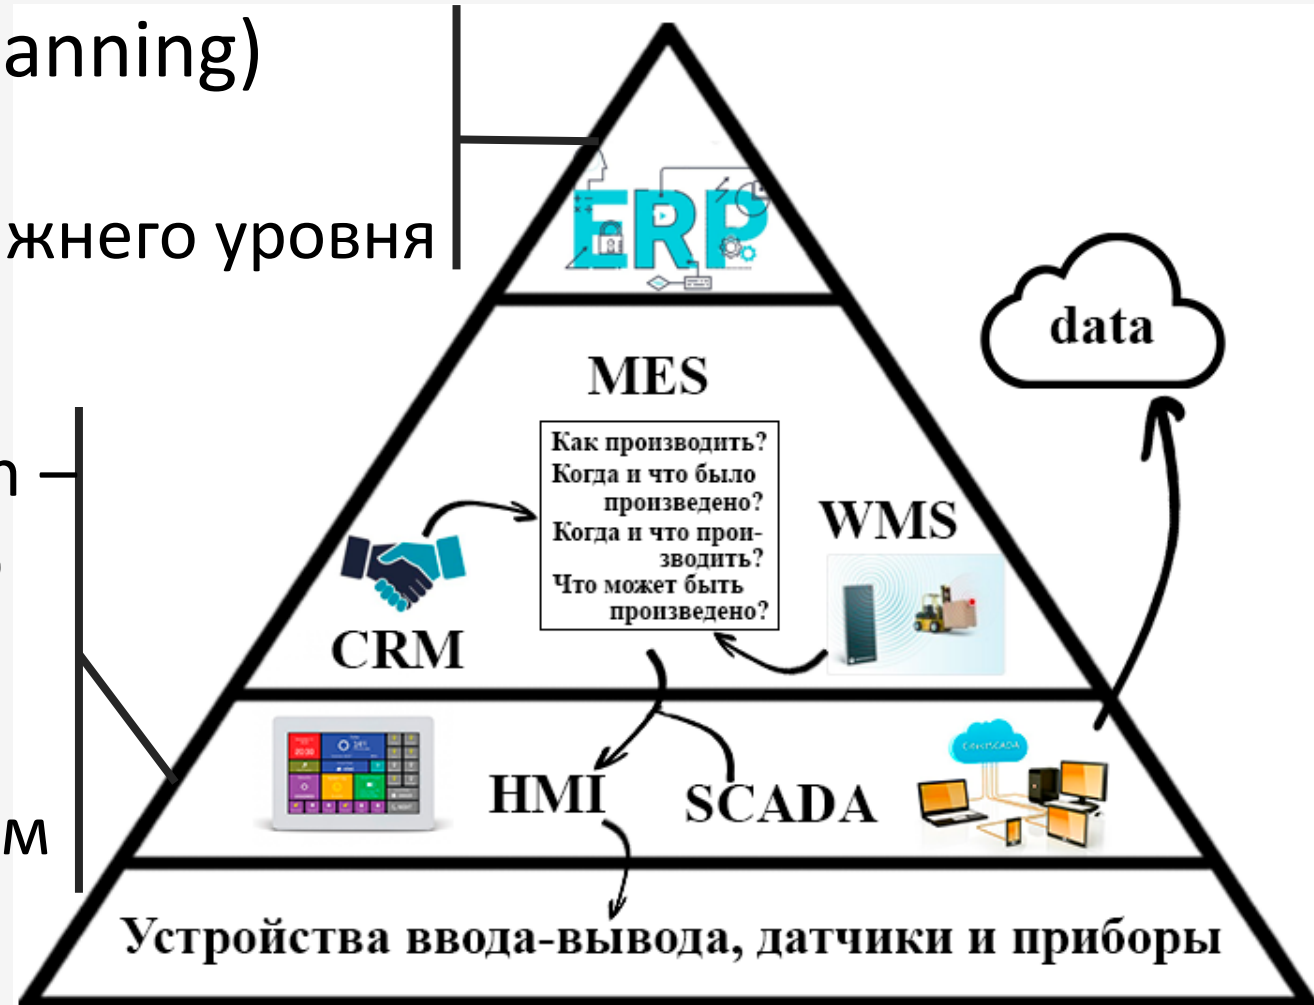 anning)
жнего уровня
ERP
data
MES
Как производить?
Когда и что было
произведено?
Когда и что прои-
зводить?
Что может быть
произведено?
WMS
CRM
HMI
SCADA
м
Устройства ввода-вывода, датчики и приборы